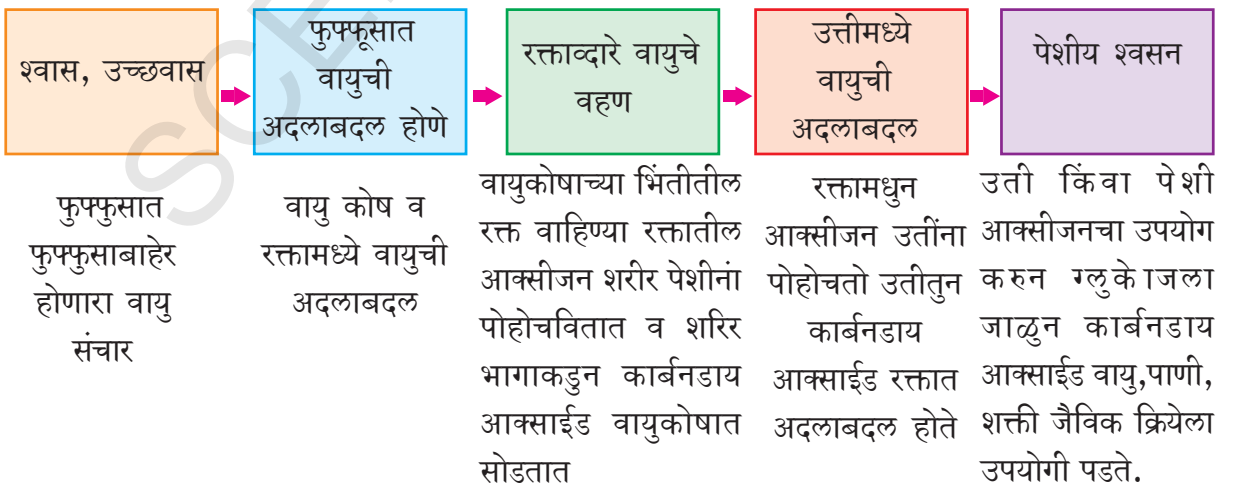 श्वास, उच्छवास
फुफ्फूसात
वायुची
अदलाबदल होणे
रक्ताव्दारे वायुचे
वहण
उत्तीमध्ये
वायुची
अदलाबदल
पेशीय श्वसन
फुफ्फुसात
फुफ्फुसाबाहेर
होणारा वायु
संचार
वायु कोष व
रक्तामध्ये वायुची
अदलाबदल
वायुकोषाच्या भिंतीतील
रक्त वाहिण्या रक्तातील
आक्सीजन शरीर पेशीनां
पोहोचवितात व शरिर
भागाकडुन कार्बनडाय
आक्साईड वायुकोषात
सोडतात
रक्तामधुन
आक्सीजन उतींना
पोहोचतो उतीतुन
कार्बनडाय
आक्साईड रक्तात
अदलाबदल होते
उती किंवा पेशी
आक्सीजनचा उपयोग
करुन ग्लुकोजला
जाळुन कार्बनडाय
आक्साईड वायु,पाणी,
शक्ती जैविक क्रियेला
उपयोगी पडते.